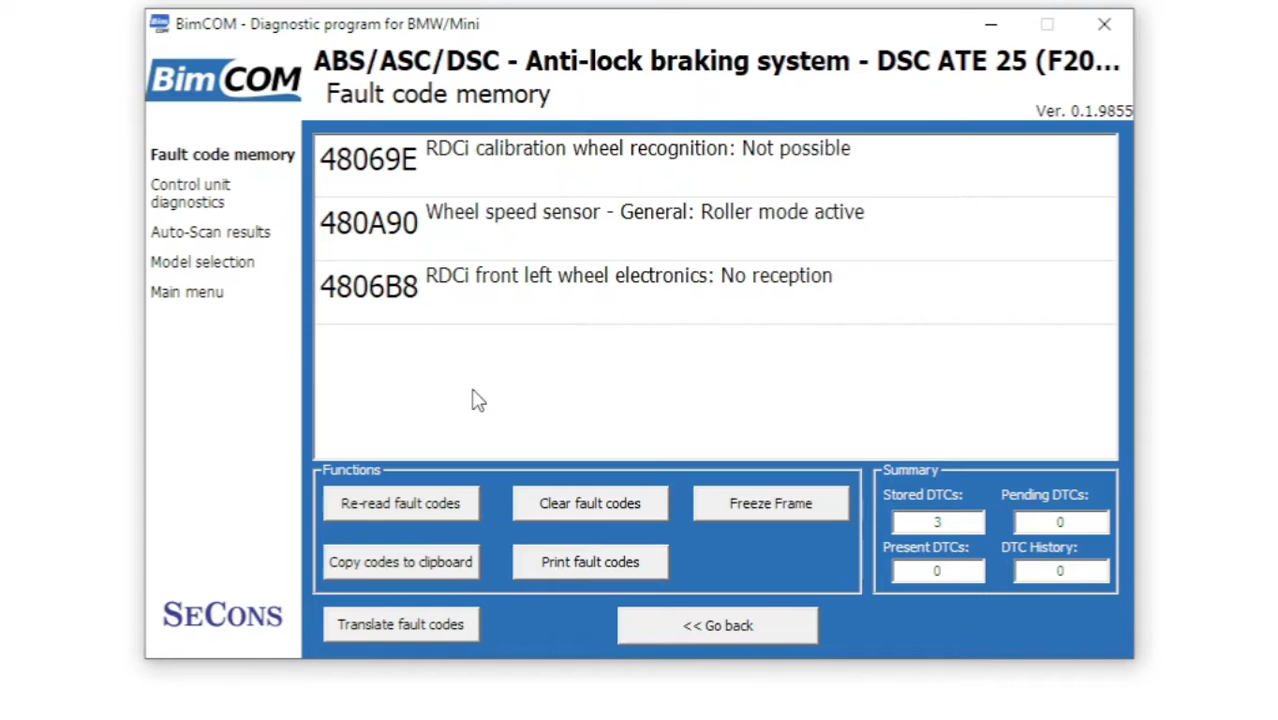 BimCOM - Diagnostic program for BMW/Mini
BimCOM
ABS/ASC/DSC - Anti-lock braking system - DSC ATE 25 (F20...
Fault code memory
Ver. 0.1.9855
Fault code memory
Control unit
diagnostics
Auto-Scan results
Model selection
Main menu
SECONS
48069E RDCi calibration wheel recognition: Not possible
480A90 Wheel speed sensor - General: Roller mode active
4806B8 RDCi front left wheel electronics: No reception
Functions
Re-read fault codes
Clear fault codes
Freeze Frame
Copy codes to clipboard
Print fault codes
Translate fault codes
<< Go back
Summary
Stored DTCs: Pending DTCs:
3 0
Present DTCs: DTC History:
0 0